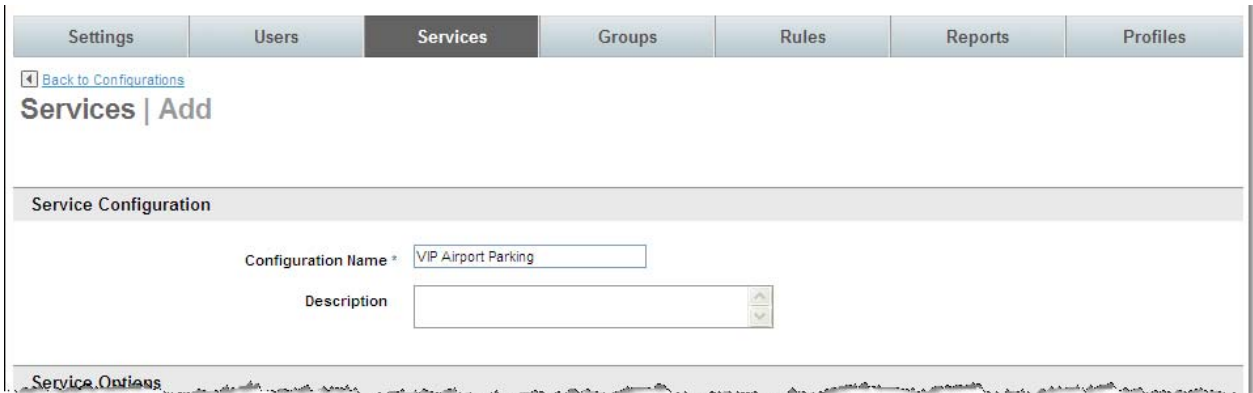 Settings Users Services Groups Rules Reports Profiles
Back to Configurations
Services | Add
Service Configuration
Configuration Name * VIP Airport Parking
Description
Service Options